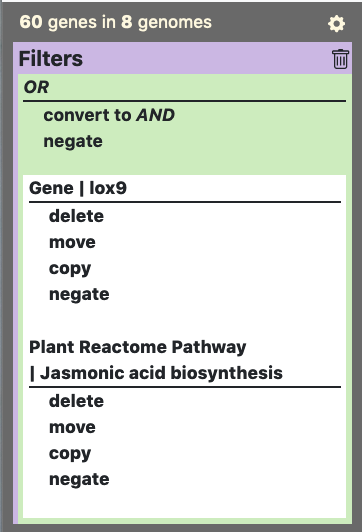 60 genes in 8 genomes
Filters
OR
convert to AND
negate
Gene | lox9
delete
move
copy
negate
Plant Reactome Pathway
| Jasmonic acid biosynthesis
delete
move
copy
negate